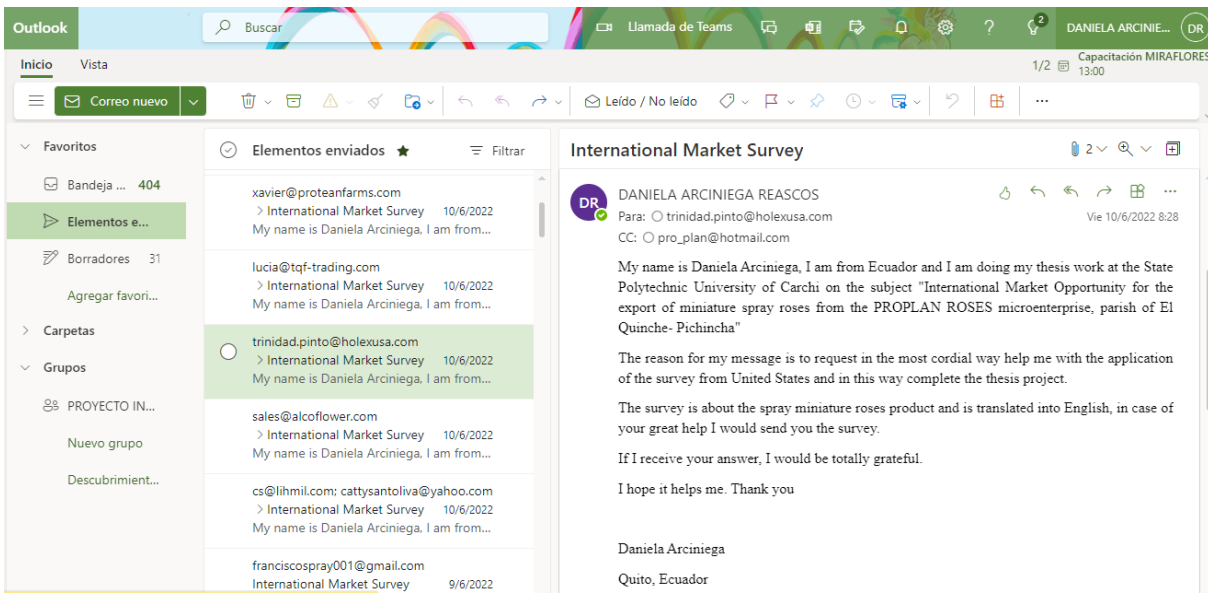 Outlook
Buscar
Llamada de Teams
2
DANIELA ARCINIE...
DR
Inicio
Vista
1/2
Capacitación MIRAFLORES
13:00
Correo nuevo
Leído / No leído
...
Favoritos
Bandeja ... 404
Elementos e...
Borradores 31
Agregar favori...
Carpetas
Grupos
PROYECTO IN...
Nuevo grupo
Descubrimient...
Elementos enviados
Filtrar
xavier@proteanfarms.com
> International Market Survey 10/6/2022
My name is Daniela Arciniega, I am from...
lucia@tqf-trading.com
> International Market Survey 10/6/2022
My name is Daniela Arciniega, I am from...
trinidad.pinto@holexusa.com
> International Market Survey 10/6/2022
My name is Daniela Arciniega, I am from...
sales@alcoflower.com
> International Market Survey 10/6/2022
My name is Daniela Arciniega, I am from...
cs@lihmil.com; cattysantoliva@yahoo.com
> International Market Survey 10/6/2022
My name is Daniela Arciniega, I am from...
franciscospray001@gmail.com
International Market Survey 9/6/2022
International Market Survey
2
DR
DANIELA ARCINIEGA REASCOS
Para: trinidad.pinto@holexusa.com
CC: pro_plan@hotmail.com
...
Vie 10/6/2022 8:28
My name is Daniela Arciniega, I am from Ecuador and I am doing my thesis work at the State
Polytechnic University of Carchi on the subject "International Market Opportunity for the
export of miniature spray roses from the PROPLAN ROSES microenterprise, parish of El
Quinche- Pichincha"
The reason for my message is to request in the most cordial way help me with the application
of the survey from United States and in this way complete the thesis project.
The survey is about the spray miniature roses product and is translated into English, in case of
your great help I would send you the survey.
If I receive your answer, I would be totally grateful.
I hope it helps me. Thank you
Daniela Arciniega
Quito, Ecuador